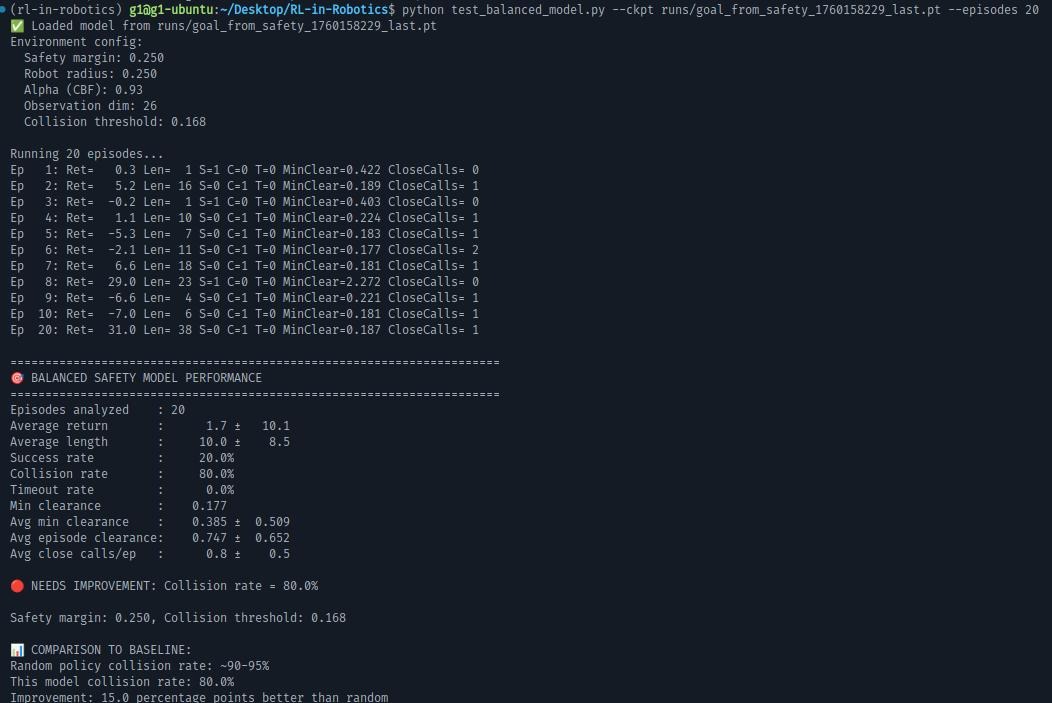 (rl-in-robotics) g1@g1-ubuntu:~/Desktop/RL-in-Robotics$ python test_balanced_model.py --ckpt runs/goal_from_safety_1760158229_last.pt --episodes 20
✅ Loaded model from runs/goal_from_safety_1760158229_last.pt
Environment config:
  Safety margin: 0.250
  Robot radius: 0.250
  Alpha (CBF): 0.93
  Observation dim: 26
  Collision threshold: 0.168

Running 20 episodes...
Ep   1: Ret=   0.3 Len=  1 S=1 C=0 T=0 MinClear=0.422 CloseCalls= 0
Ep   2: Ret=   5.2 Len= 16 S=0 C=1 T=0 MinClear=0.189 CloseCalls= 1
Ep   3: Ret=  -0.2 Len=  1 S=1 C=0 T=0 MinClear=0.403 CloseCalls= 0
Ep   4: Ret=   1.1 Len= 10 S=0 C=1 T=0 MinClear=0.224 CloseCalls= 1
Ep   5: Ret=  -5.3 Len=  7 S=0 C=1 T=0 MinClear=0.183 CloseCalls= 1
Ep   6: Ret=  -2.1 Len= 11 S=0 C=1 T=0 MinClear=0.177 CloseCalls= 2
Ep   7: Ret=   6.6 Len= 18 S=0 C=1 T=0 MinClear=0.181 CloseCalls= 1
Ep   8: Ret=  29.0 Len= 23 S=1 C=0 T=0 MinClear=2.272 CloseCalls= 0
Ep   9: Ret=  -6.6 Len=  4 S=0 C=1 T=0 MinClear=0.221 CloseCalls= 1
Ep  10: Ret=  -7.0 Len=  6 S=0 C=1 T=0 MinClear=0.181 CloseCalls= 1
Ep  20: Ret=  31.0 Len= 38 S=0 C=1 T=0 MinClear=0.187 CloseCalls= 1

======================================================================
🎯 BALANCED SAFETY MODEL PERFORMANCE
======================================================================
Episodes analyzed    : 20
Average return       :      1.7 ±   10.1
Average length       :     10.0 ±    8.5
Success rate         :     20.0%
Collision rate       :     80.0%
Timeout rate         :      0.0%
Min clearance        :    0.177
Avg min clearance    :    0.385 ±  0.509
Avg episode clearance:    0.747 ±  0.652
Avg close calls/ep   :      0.8 ±    0.5

🔴 NEEDS IMPROVEMENT: Collision rate = 80.0%

Safety margin: 0.250, Collision threshold: 0.168

📊 COMPARISON TO BASELINE:
Random policy collision rate: ~90-95%
This model collision rate: 80.0%
Improvement: 15.0 percentage points better than random